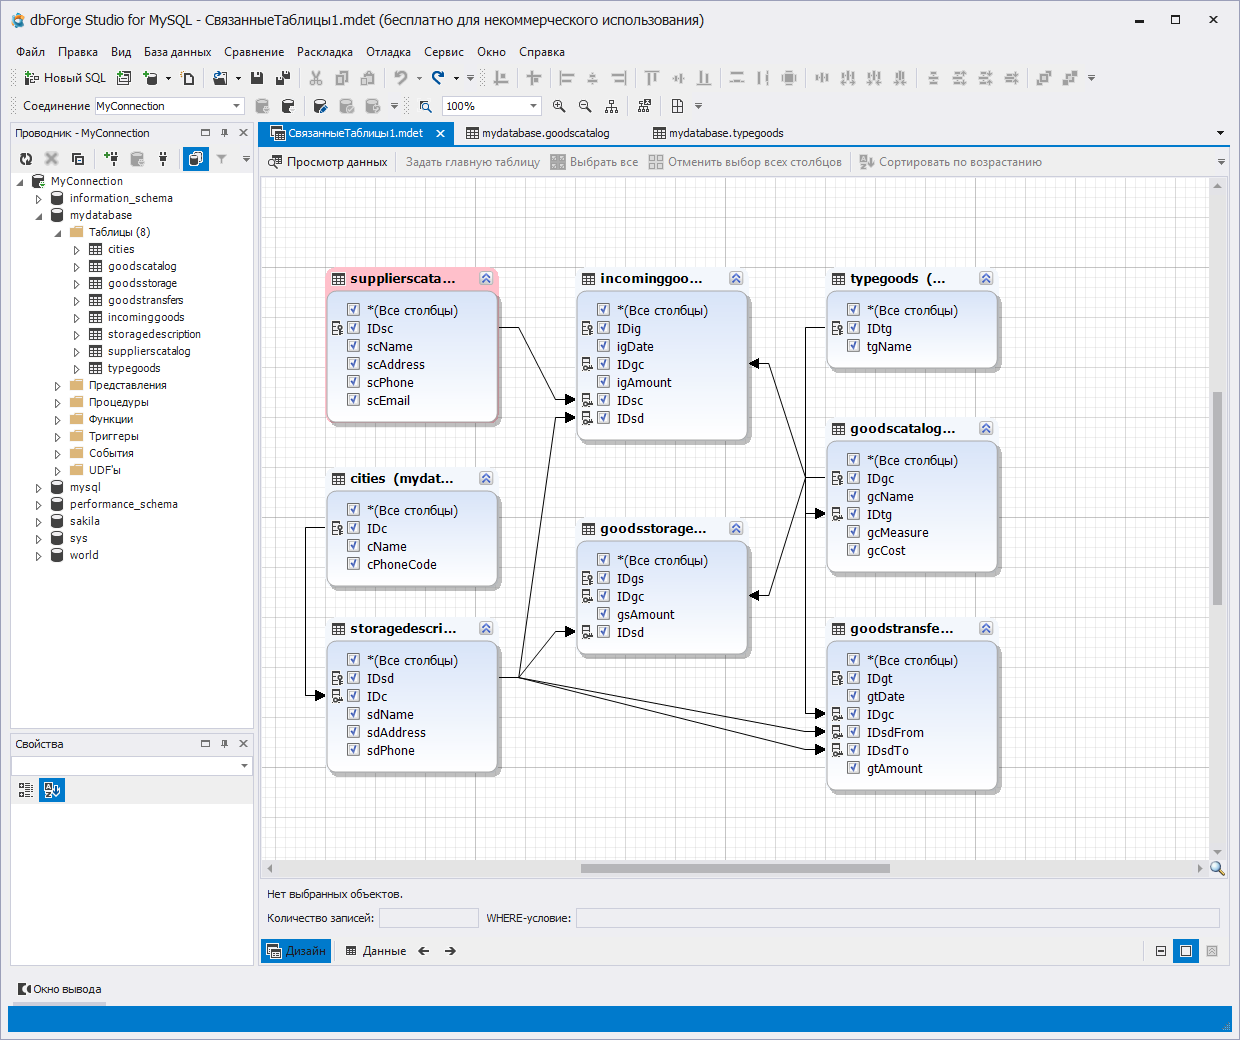 dbForge Studio for MySQL - СвязанныеТаблицы1.mdet (бесплатно для некоммерческого использования)
Файл Правка Вид База данных Сравнение Раскладка Отладка Сервис Окно Справка
Новый SQL
Соединение MyConnection 100%
Проводник - MyConnection
СвязанныеТаблицы1.mdet mydatabase.goodscatalog mydatabase.typegoods
Просмотр данных Задать главную таблицу Выбрать все Отменить выбор всех столбцов Сортировать по возрастанию
MyConnection
information_schema
mydatabase
Таблицы (8)
cities
goodscatalog
goodsstorage
goodstransfers
incominggoods
storagedescription
supplierscatalog
typegoods
Представления
Процедуры
Функции
Триггеры
События
UDF'ы
mysql
performance_schema
sakila
sys
world
Свойства
supplierscata...
*(Все столбцы)
IDsc
scName
scAddress
scPhone
scEmail
incominggoo...
*(Все столбцы)
IDig
igDate
IDgc
igAmount
IDsc
IDsd
typegoods (...
*(Все столбцы)
IDtg
tgName
goodscatalog...
*(Все столбцы)
IDgc
gcName
IDtg
gcMeasure
gcCost
cities (mydat...
*(Все столбцы)
IDc
cName
cPhoneCode
goodsstorage...
*(Все столбцы)
IDgs
IDgc
gsAmount
IDsd
storagedescri...
*(Все столбцы)
IDsd
IDc
sdName
sdAddress
sdPhone
goodstransfe...
*(Все столбцы)
IDgt
gtDate
IDgc
IDsdFrom
IDsdTo
gtAmount
Нет выбранных объектов.
Количество записей: WHERE-условие:
Дизайн Данные
Окно вывода